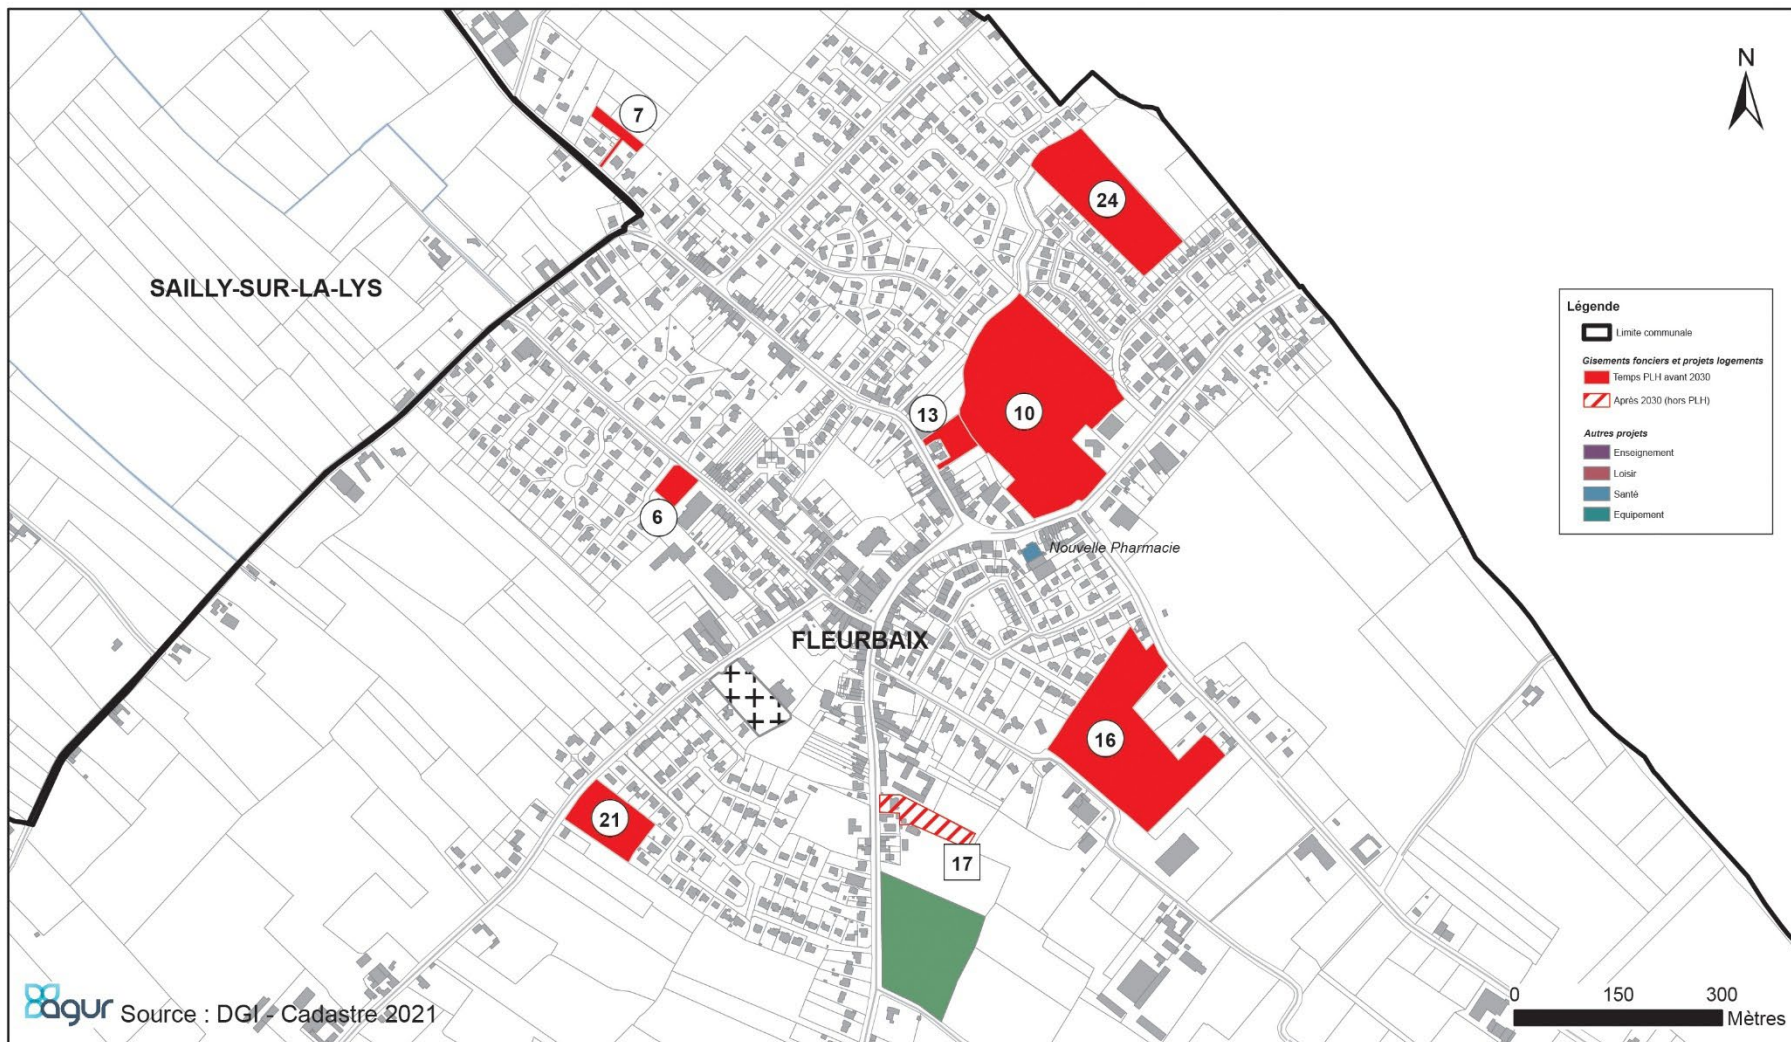 N
7
24
SAILLY-SUR-LA-LYS
Légende
Limite communale
Gisements fonciers et projets logements
Temps PLH avant 2030
Après 2030 (hors PLH)
Autres projets
Enseignement
Loisir
Santé
Equipement
13
10
6
Nouvelle Pharmacie
FLEURBAIX
16
21
17
agur Source : DGI - Cadastre 2021
0 150 300
Mètres